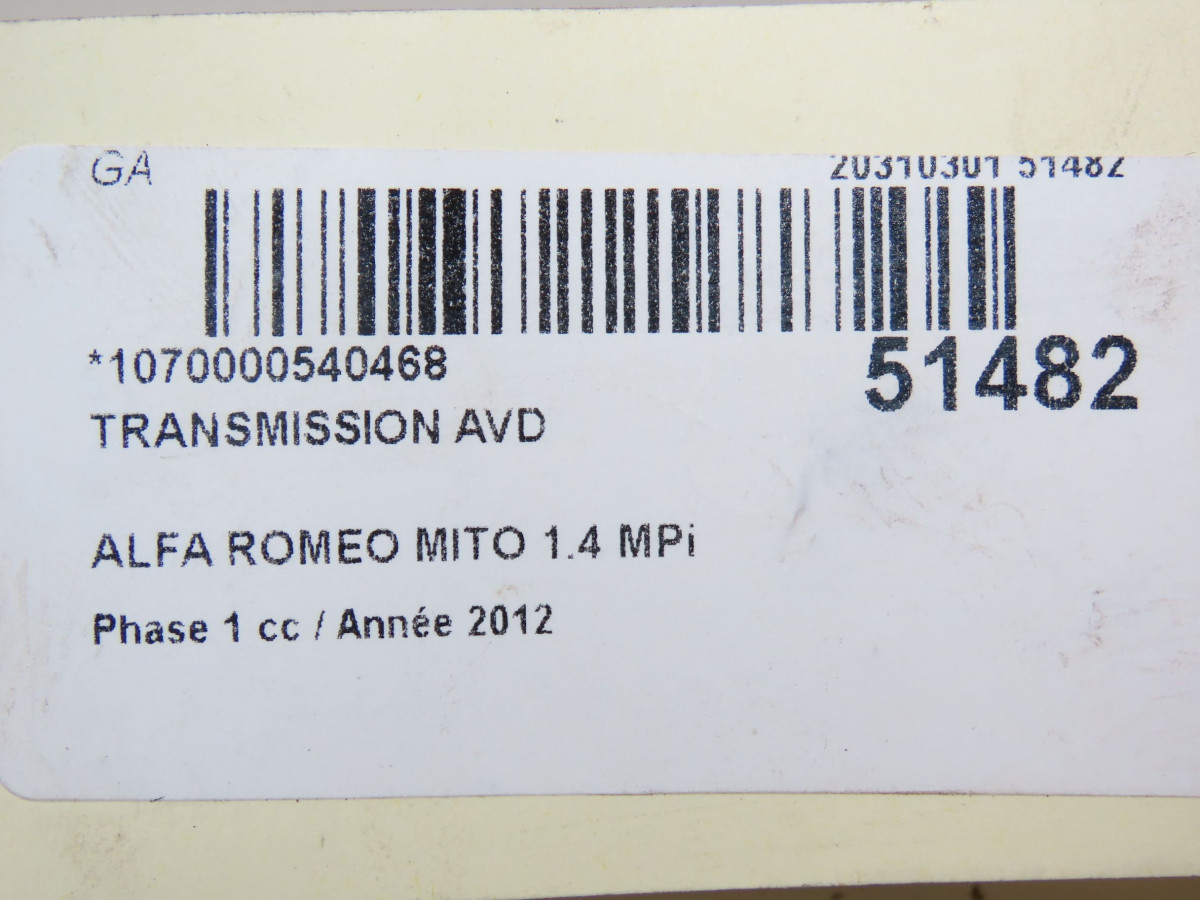 GA 20310301 51482
*1070000540468 51482
TRANSMISSION AVD
ALFA ROMEO MITO 1.4 MPi
Phase 1 cc / Année 2012